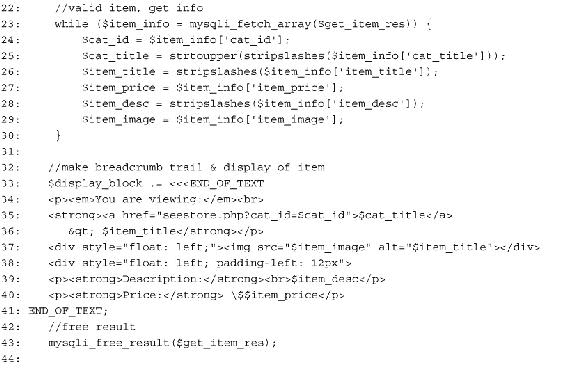 22:     //valid item, get info
23:     while ($item_info = mysqli_fetch_array($get_item_res)) {
24:         $cat_id = $item_info['cat_id'];
25:         $cat_title = strtoupper(stripslashes($item_info['cat_title']));
26:         $item_title = stripslashes($item_info['item_title']);
27:         $item_price = $item_info['item_price'];
28:         $item_desc = stripslashes($item_info['item_desc']);
29:         $item_image = $item_info['item_image'];
30:     }
31:
32:    //make breadcrumb trail & display of item
33:    $display_block .= <<<END_OF_TEXT
34:    <p><em>You are viewing:</em><br>
35:    <strong><a href="seestore.php?cat_id=$cat_id">$cat_title</a>
36:       &gt; $item_title</strong></p>
37:    <div style="float: left;"><img src="$item_image" alt="$item_title"></div>
38:    <div style="float: left; padding-left: 12px">
39:    <p><strong>Description:</strong><br>$item_desc</p>
40:    <p><strong>Price:</strong> \$$item_price</p>
41: END_OF_TEXT;
42:    //free result
43:    mysqli_free_result($get_item_res);
44: